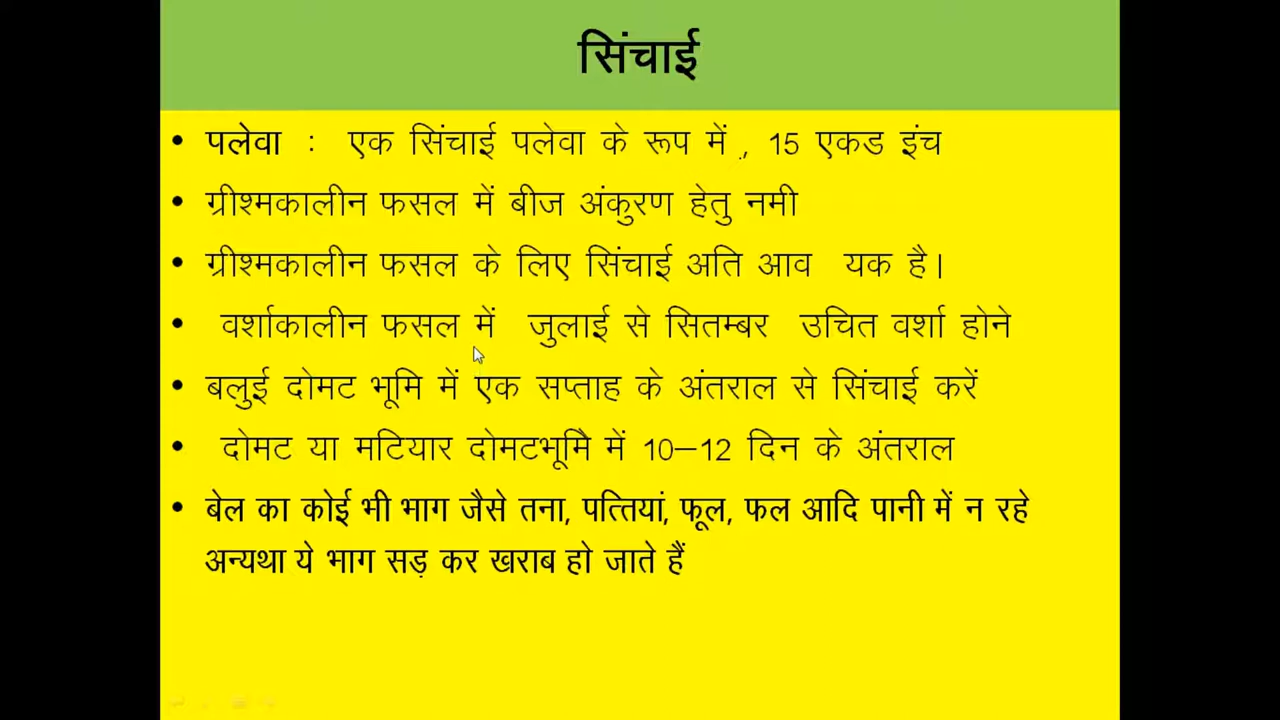 सिंचाई
• पलेवा : एक सिंचाई पलेवा के रूप में ., 15 एकड इंच
• ग्रीश्मकालीन फसल में बीज अंकुरण हेतु नमी
• ग्रीश्मकालीन फसल के लिए सिंचाई अति आव यक है।
• वर्शाकालीन फसल में जुलाई से सितम्बर उचित वर्शा होने
• बलुई दोमट भूमि में एक सप्ताह के अंतराल से सिंचाई करें
• दोमट या मटियार दोमटभूमिे में 10–12 दिन के अंतराल
• बेल का कोई भी भाग जैसे तना, पत्तियां, फूल, फल आदि पानी में न रहे
अन्यथा ये भाग सड़ कर खराब हो जाते हैं